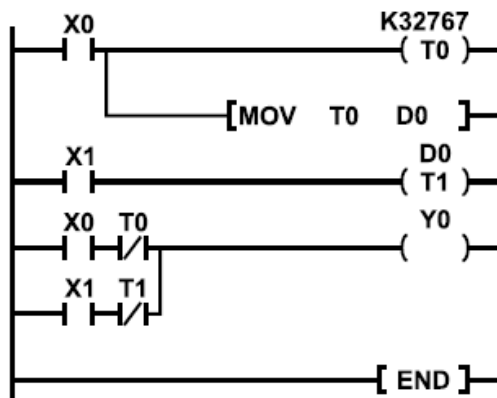 X0 K32767
T0
MOV T0 D0
X1 D0
T1
X0 T0 Y0
X1 T1
END